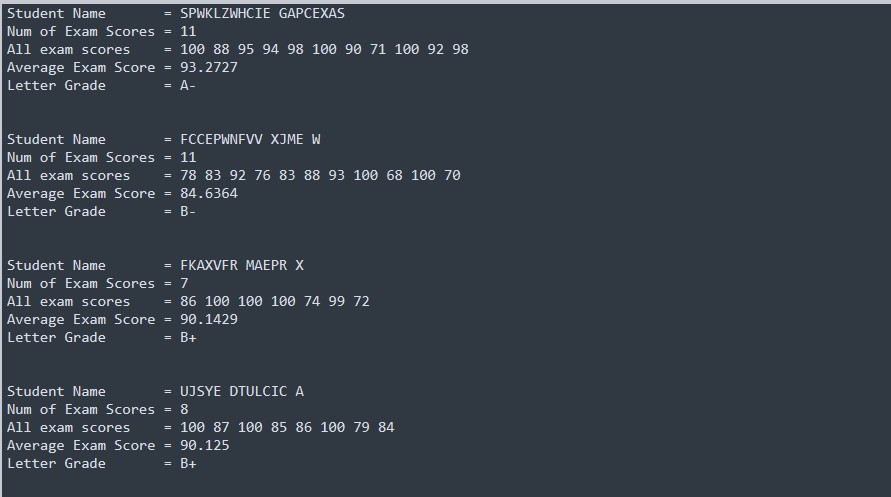 Student Name       = SPWKLZWHCIE GAPCEXAS
Num of Exam Scores = 11
All exam scores    = 100 88 95 94 98 100 90 71 100 92 98
Average Exam Score = 93.2727
Letter Grade       = A-
Student Name       = FCCEPWNFVV XJME W
Num of Exam Scores = 11
All exam scores    = 78 83 92 76 83 88 93 100 68 100 70
Average Exam Score = 84.6364
Letter Grade       = B-
Student Name       = FKAXVFR MAEPR X
Num of Exam Scores = 7
All exam scores    = 86 100 100 100 74 99 72
Average Exam Score = 90.1429
Letter Grade       = B+
Student Name       = UJSYE DTULCIC A
Num of Exam Scores = 8
All exam scores    = 100 87 100 85 86 100 79 84
Average Exam Score = 90.125
Letter Grade       = B+